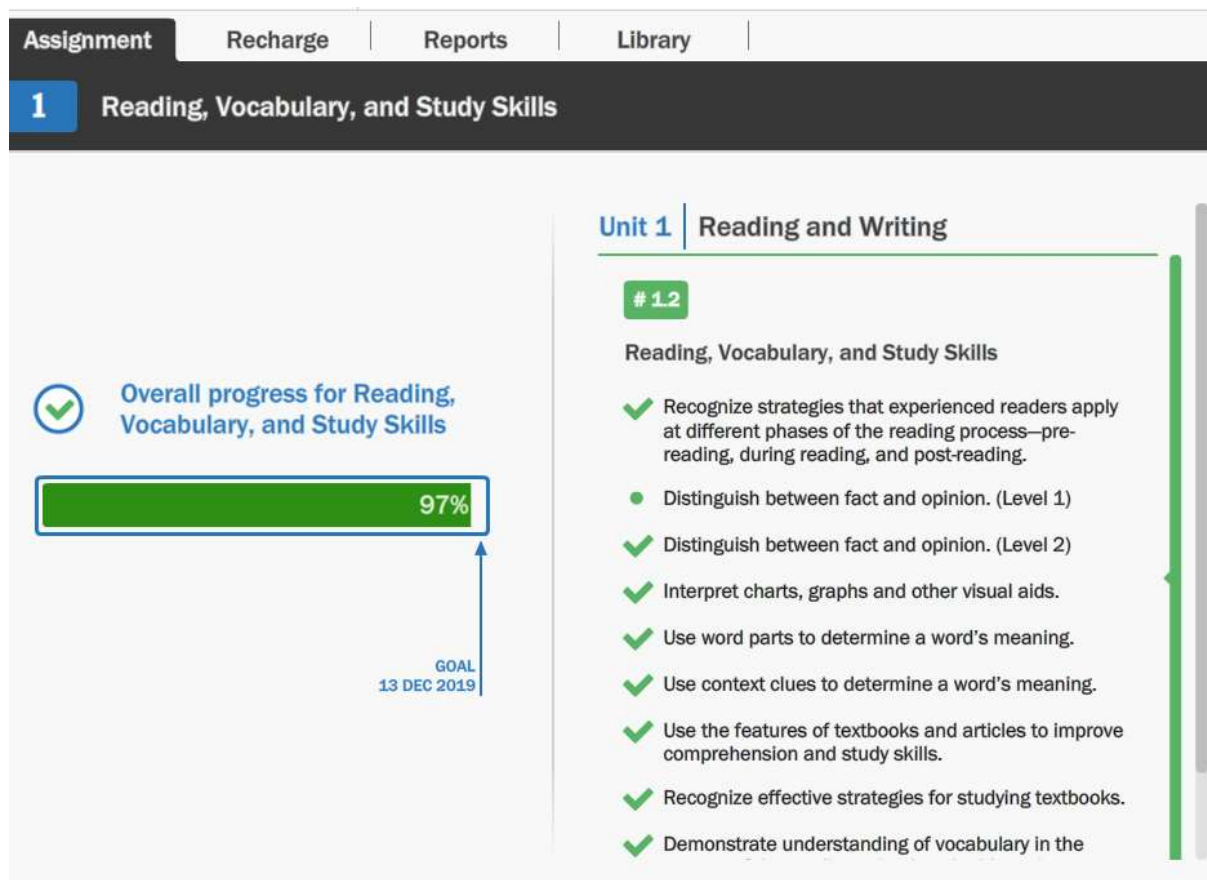 Assignment Recharge Reports Library
1 Reading, Vocabulary, and Study Skills
Overall progress for Reading,
Vocabulary, and Study Skills
97%
GOAL
13 DEC 2019
Unit 1 Reading and Writing
# 1.2
Reading, Vocabulary, and Study Skills
Recognize strategies that experienced readers apply
at different phases of the reading process—pre-
reading, during reading, and post-reading.
Distinguish between fact and opinion. (Level 1)
Distinguish between fact and opinion. (Level 2)
Interpret charts, graphs and other visual aids.
Use word parts to determine a word’s meaning.
Use context clues to determine a word’s meaning.
Use the features of textbooks and articles to improve
comprehension and study skills.
Recognize effective strategies for studying textbooks.
Demonstrate understanding of vocabulary in the